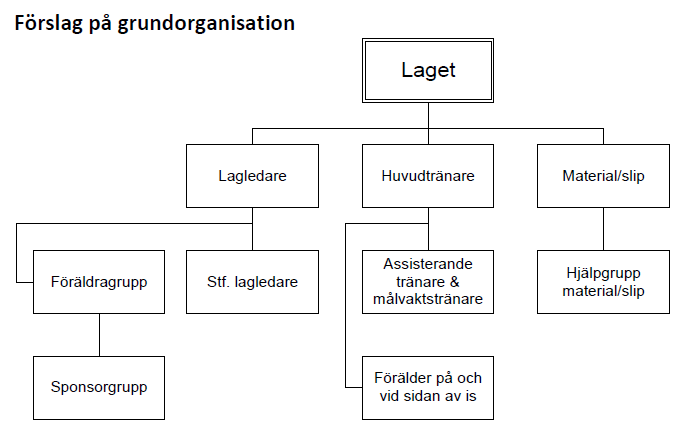 Förslag på grundorganisation
Laget
Lagledare
Huvudtränare
Material/slip
Föräldragrupp
Stf. lagledare
Assisterande
tränare &
målvaktstränare
Hjälpgrupp
material/slip
Sponsorgrupp
Förälder på och
vid sidan av is